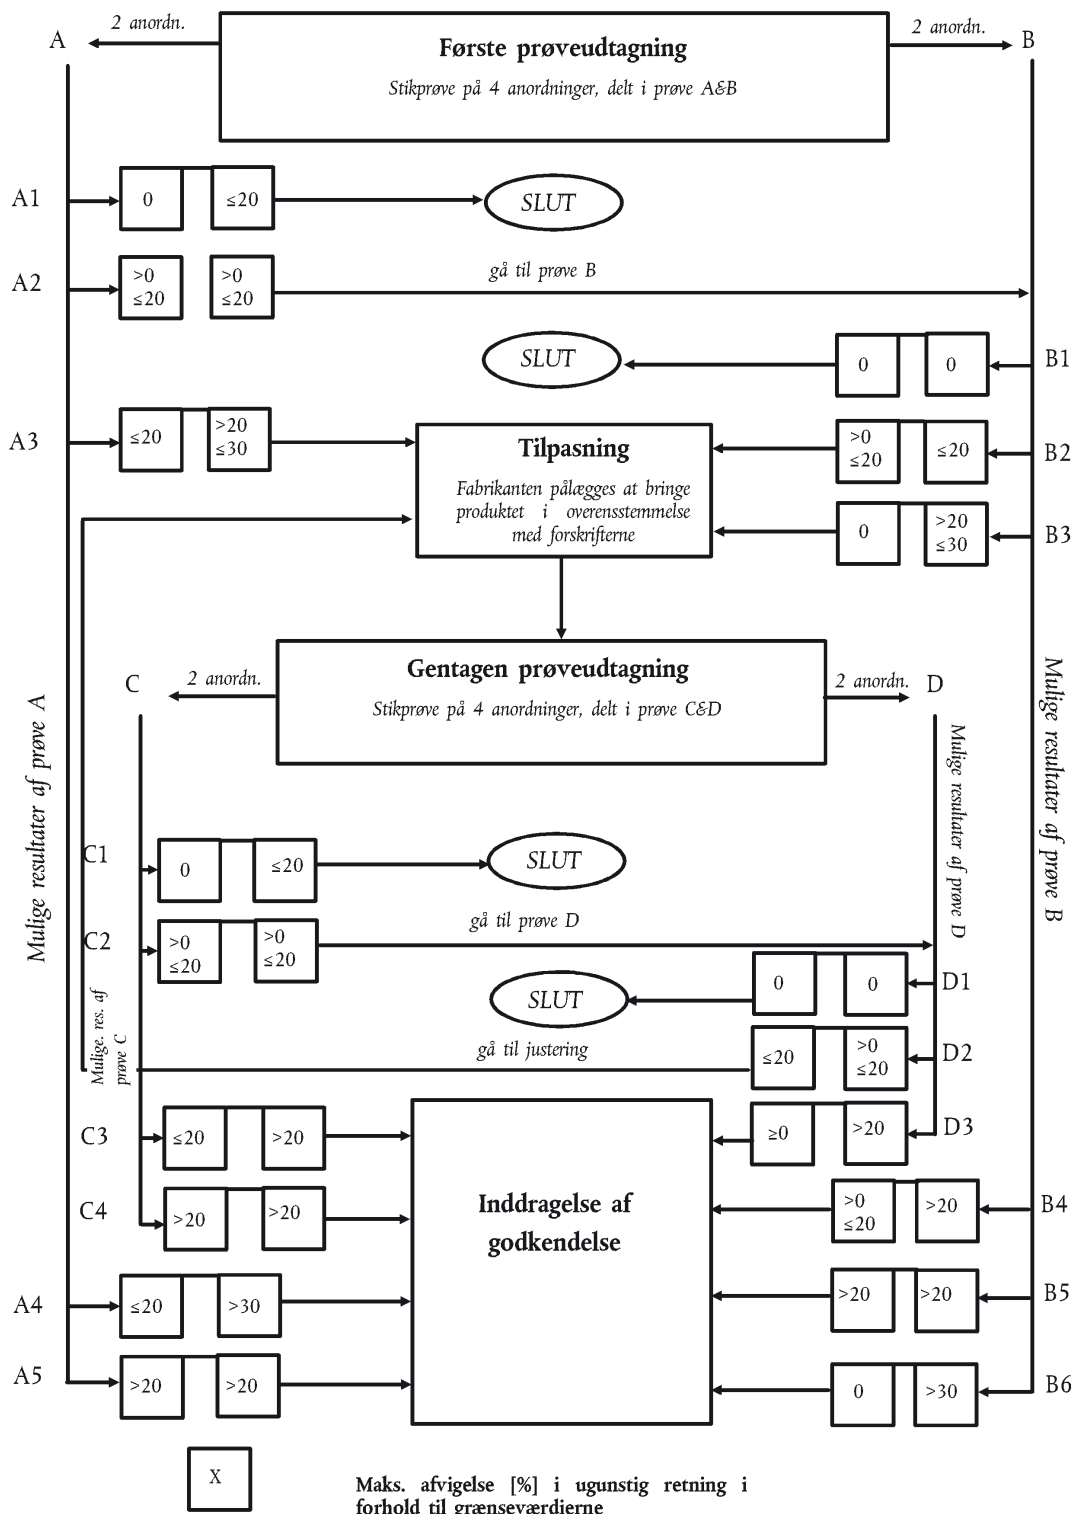 A
2 anordn.
Første prøveudtagning
Stikprøve på 4 anordninger, delt i prøve A&B
2 anordn.
B
A1
0
≤20
SLUT
A2
>0
≤20
>0
≤20
gå til prøve B
SLUT
0
0
B1
A3
≤20
>20
≤30
Tilpasning
Fabrikanten pålægges at bringe
produktet i overensstemmelse
med forskrifterne
>0
≤20
≤20
B2
0
>20
≤30
B3
Mulige resultater af prøve A
Mulige resultater af prøve B
C
2 anordn.
Gentagen prøveudtagning
Stikprøve på 4 anordninger, delt i prøve C&D
2 anordn.
D
Mulige resultater af prøve D
C1
0
≤20
SLUT
C2
>0
≤20
>0
≤20
gå til prøve D
SLUT
0
0
D1
Mulige. res. af
prøve C
gå til justering
≤20
>0
≤20
D2
C3
≤20
>20
≥0
>20
D3
C4
>20
>20
Inddragelse af
godkendelse
>0
≤20
>20
B4
A4
≤20
>30
>20
>20
B5
A5
>20
>20
0
>30
B6
X
Maks. afvigelse [%] i ugunstig retning i
forhold til grænseværdierne